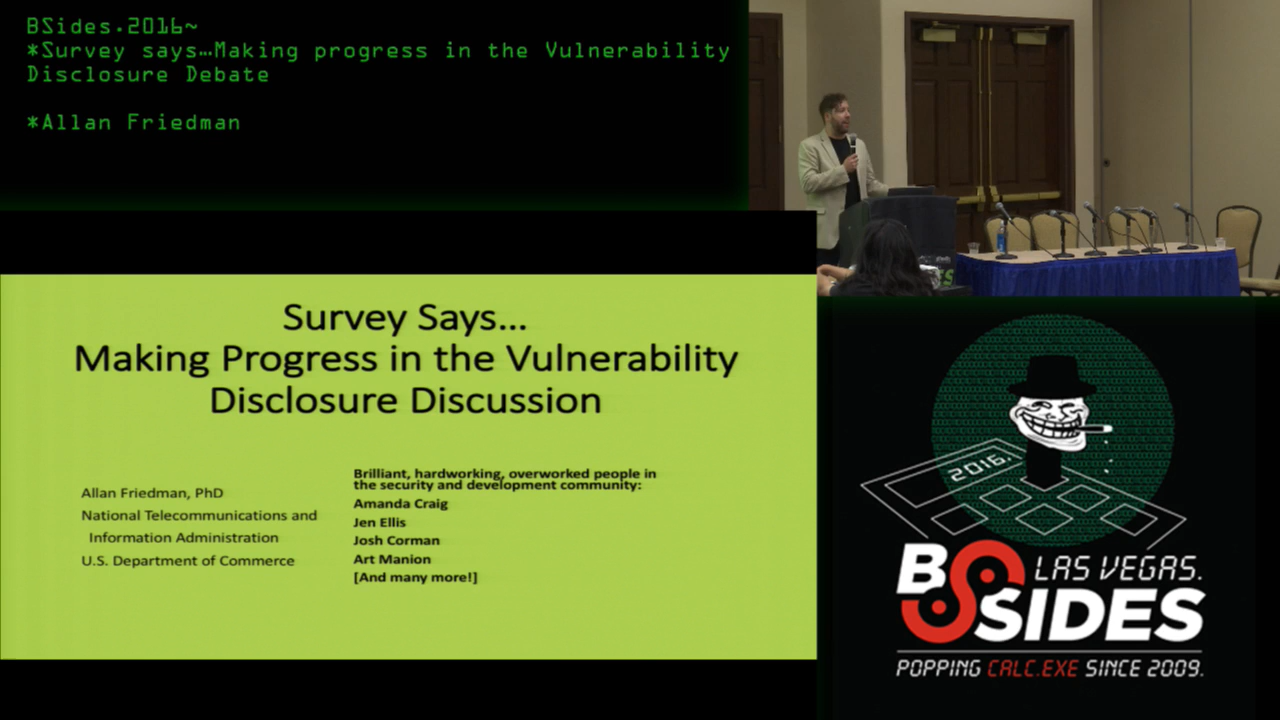 BSides.2016~
*Survey says…Making progress in the Vulnerability
Disclosure Debate
*Allan Friedman
Survey Says...
Making Progress in the Vulnerability
Disclosure Discussion
Allan Friedman, PhD
National Telecommunications and
Information Administration
U.S. Department of Commerce
Brilliant, hardworking, overworked people in
the security and development community:
Amanda Craig
Jen Ellis
Josh Corman
Art Manion
[And many more!]
2016.
BSIDES
LAS VEGAS.
POPPING CALC.EXE SINCE 2009.